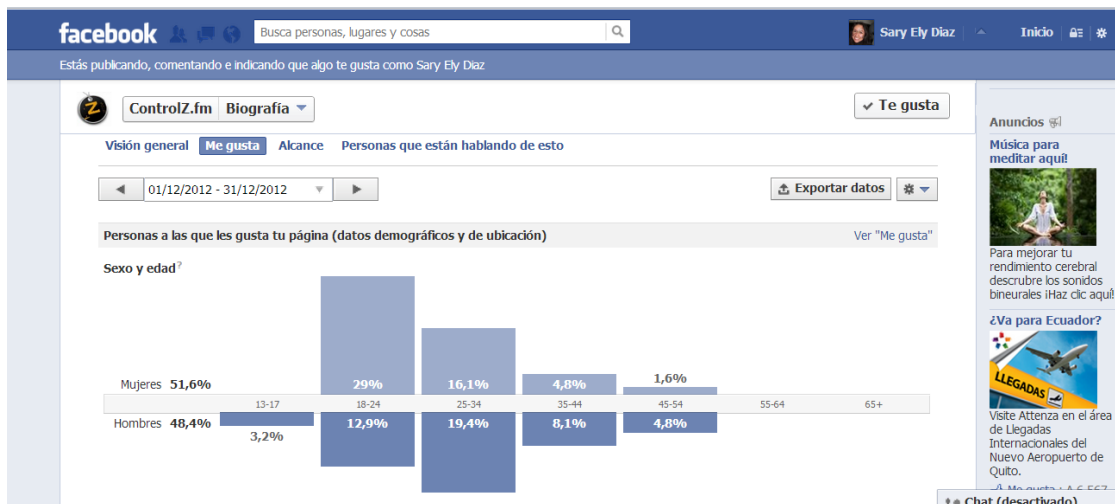 facebook
Busca personas, lugares y cosas
Sary Ely Diaz
Inicio
Estás publicando, comentando e indicando que algo te gusta como Sary Ely Diaz
Z
ControlZ.fm Biografía
Te gusta
Visión general Me gusta Alcance Personas que están hablando de esto
01/12/2012 - 31/12/2012
Exportar datos
Personas a las que les gusta tu página (datos demográficos y de ubicación)
Ver "Me gusta"
Sexo y edad?
Mujeres 51,6% 29% 16,1% 4,8% 1,6%
13-17 18-24 25-34 35-44 45-54 55-64 65+
Hombres 48,4% 3,2% 12,9% 19,4% 8,1% 4,8%
Anuncios
Música para
meditar aquí!
Para mejorar tu
rendimiento cerebral
descrubre los sonidos
bineurales ¡Haz clic aquí!
¿Va para Ecuador?
LLEGADAS
Visite Attenza en el área
de Llegadas
Internacionales del
Nuevo Aeropuerto de
Quito.
Me gusta · A 6.567
Chat (desactivado)